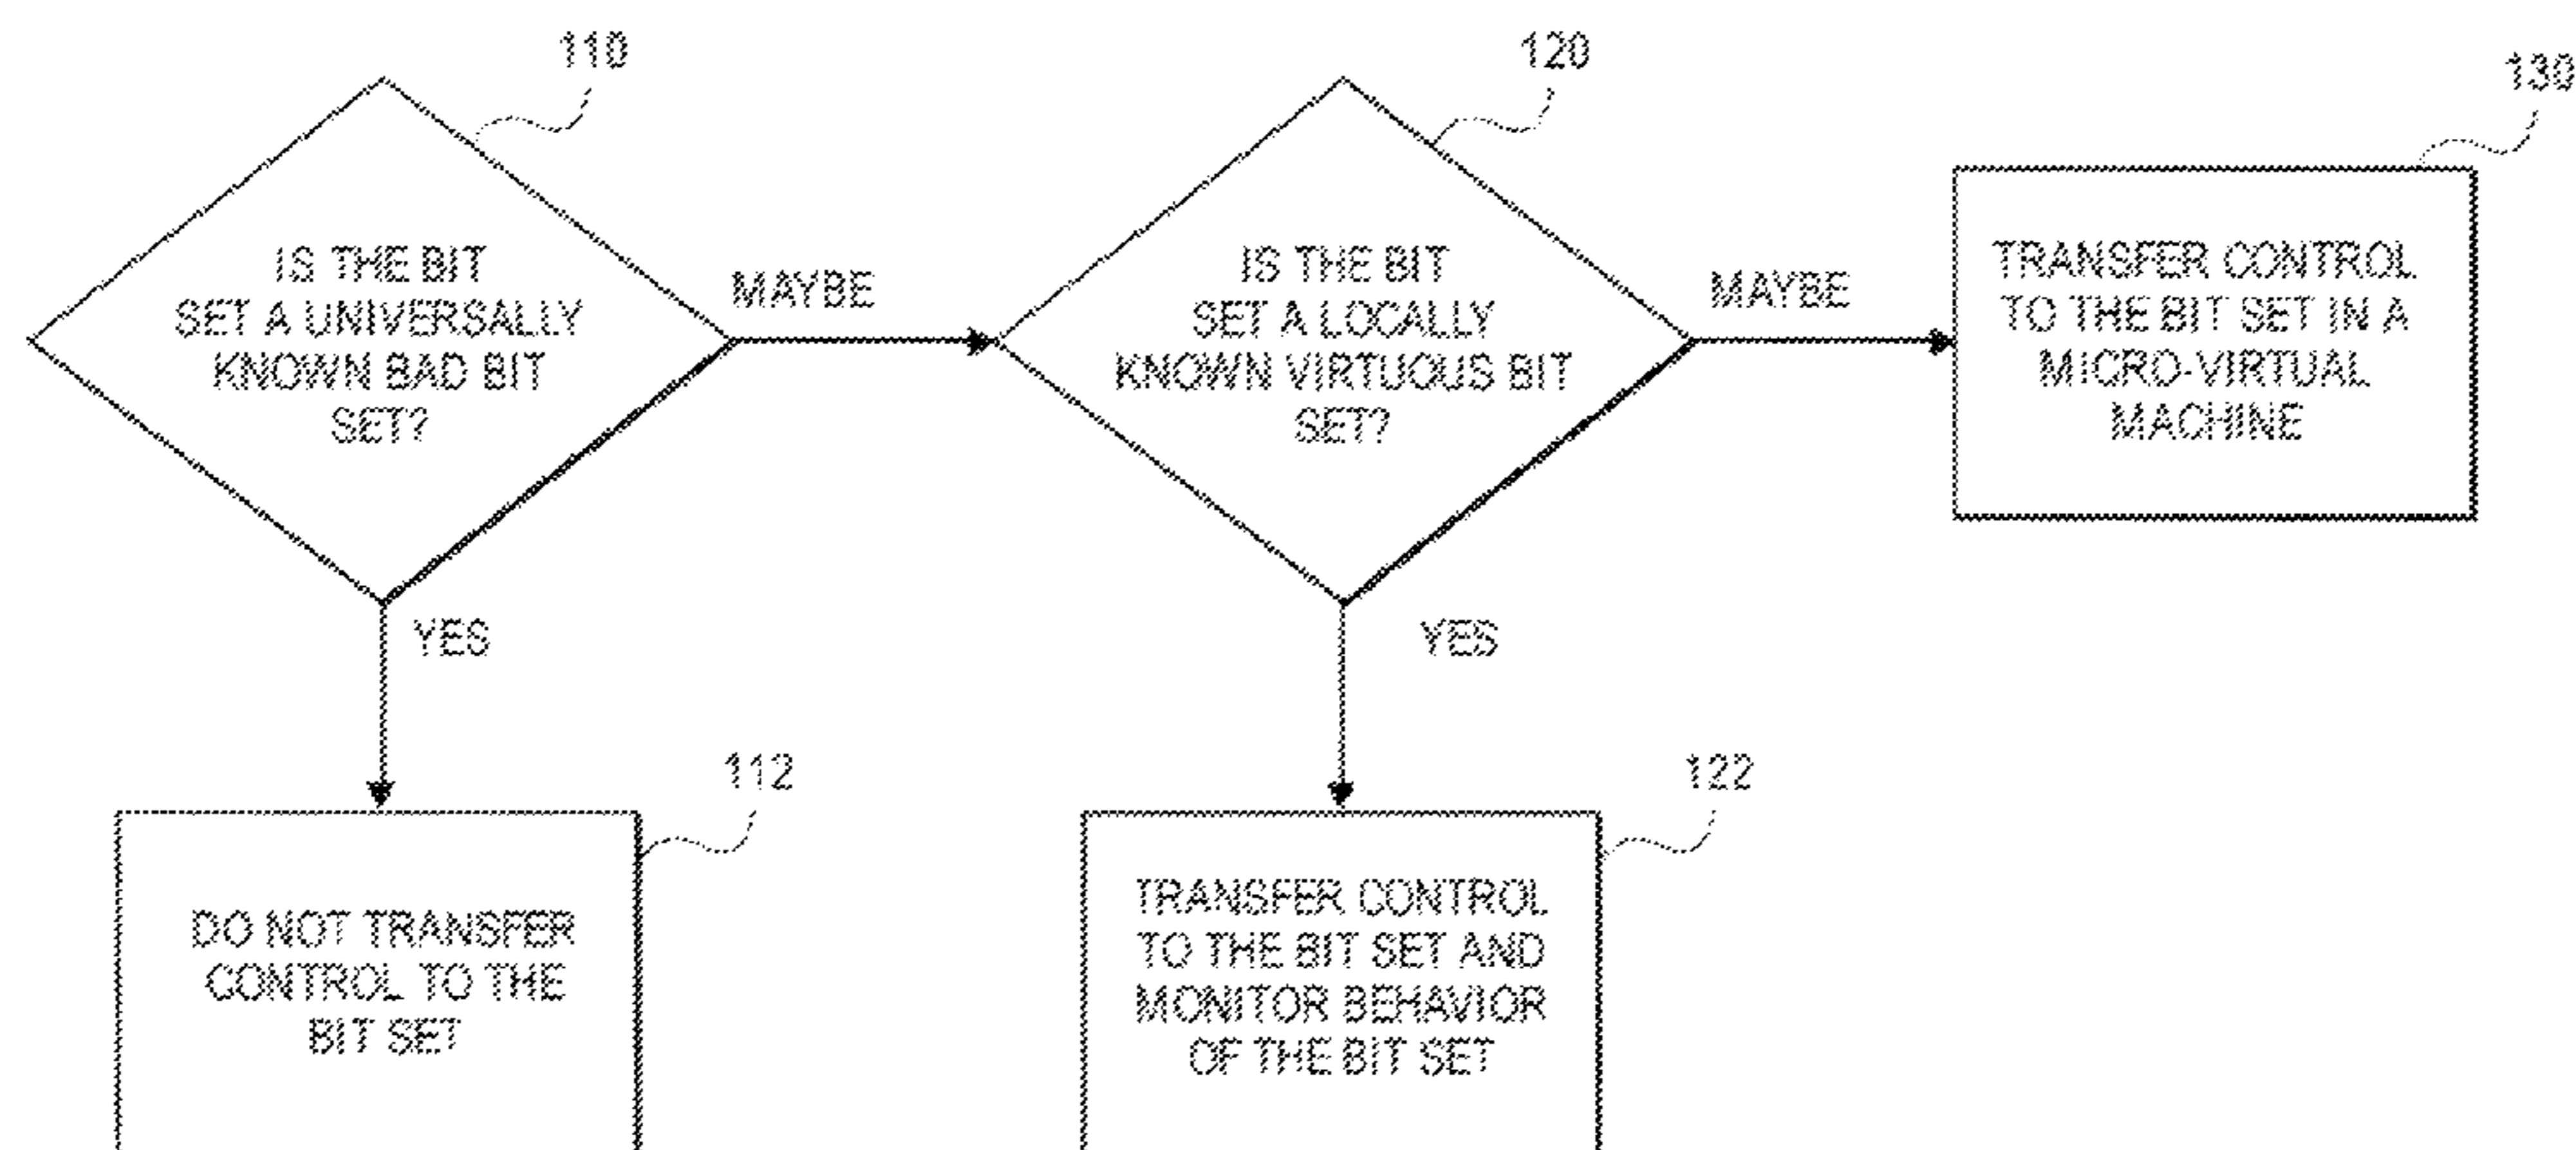 110
120
130
IS THE BIT
SET A UNIVERSALLY
KNOWN BAD BIT
SET?
MAYBE
IS THE BIT
SET A LOCALLY
KNOWN VIRTUOUS BIT
SET?
MAYBE
TRANSFER CONTROL
TO THE BIT SET IN A
MICRO-VIRTUAL
MACHINE
YES
YES
112
122
DO NOT TRANSFER
CONTROL TO THE
BIT SET
TRANSFER CONTROL
TO THE BIT SET AND
MONITOR BEHAVIOR
OF THE BIT SET